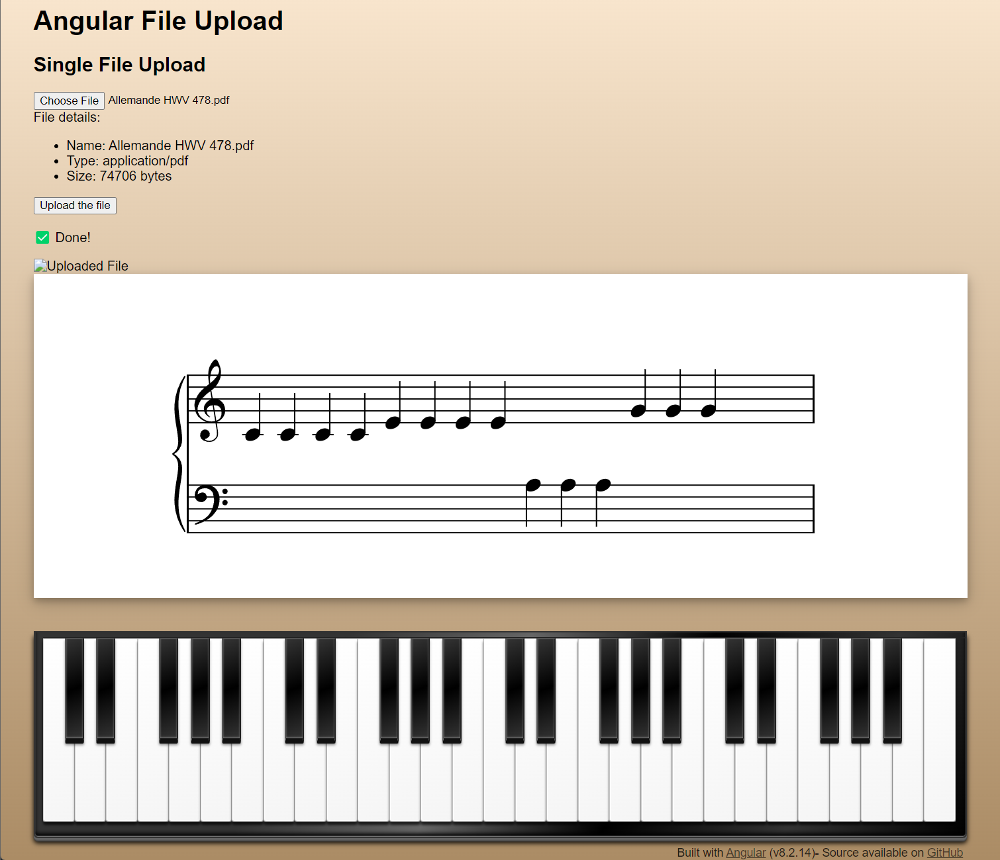 Angular File Upload
Single File Upload
Choose File Allemande HWV 478.pdf
File details:
• Name: Allemande HWV 478.pdf
• Type: application/pdf
• Size: 74706 bytes
Upload the file
✅ Done!
Uploaded File
Built with Angular (v8.2.14)- Source available on GitHub